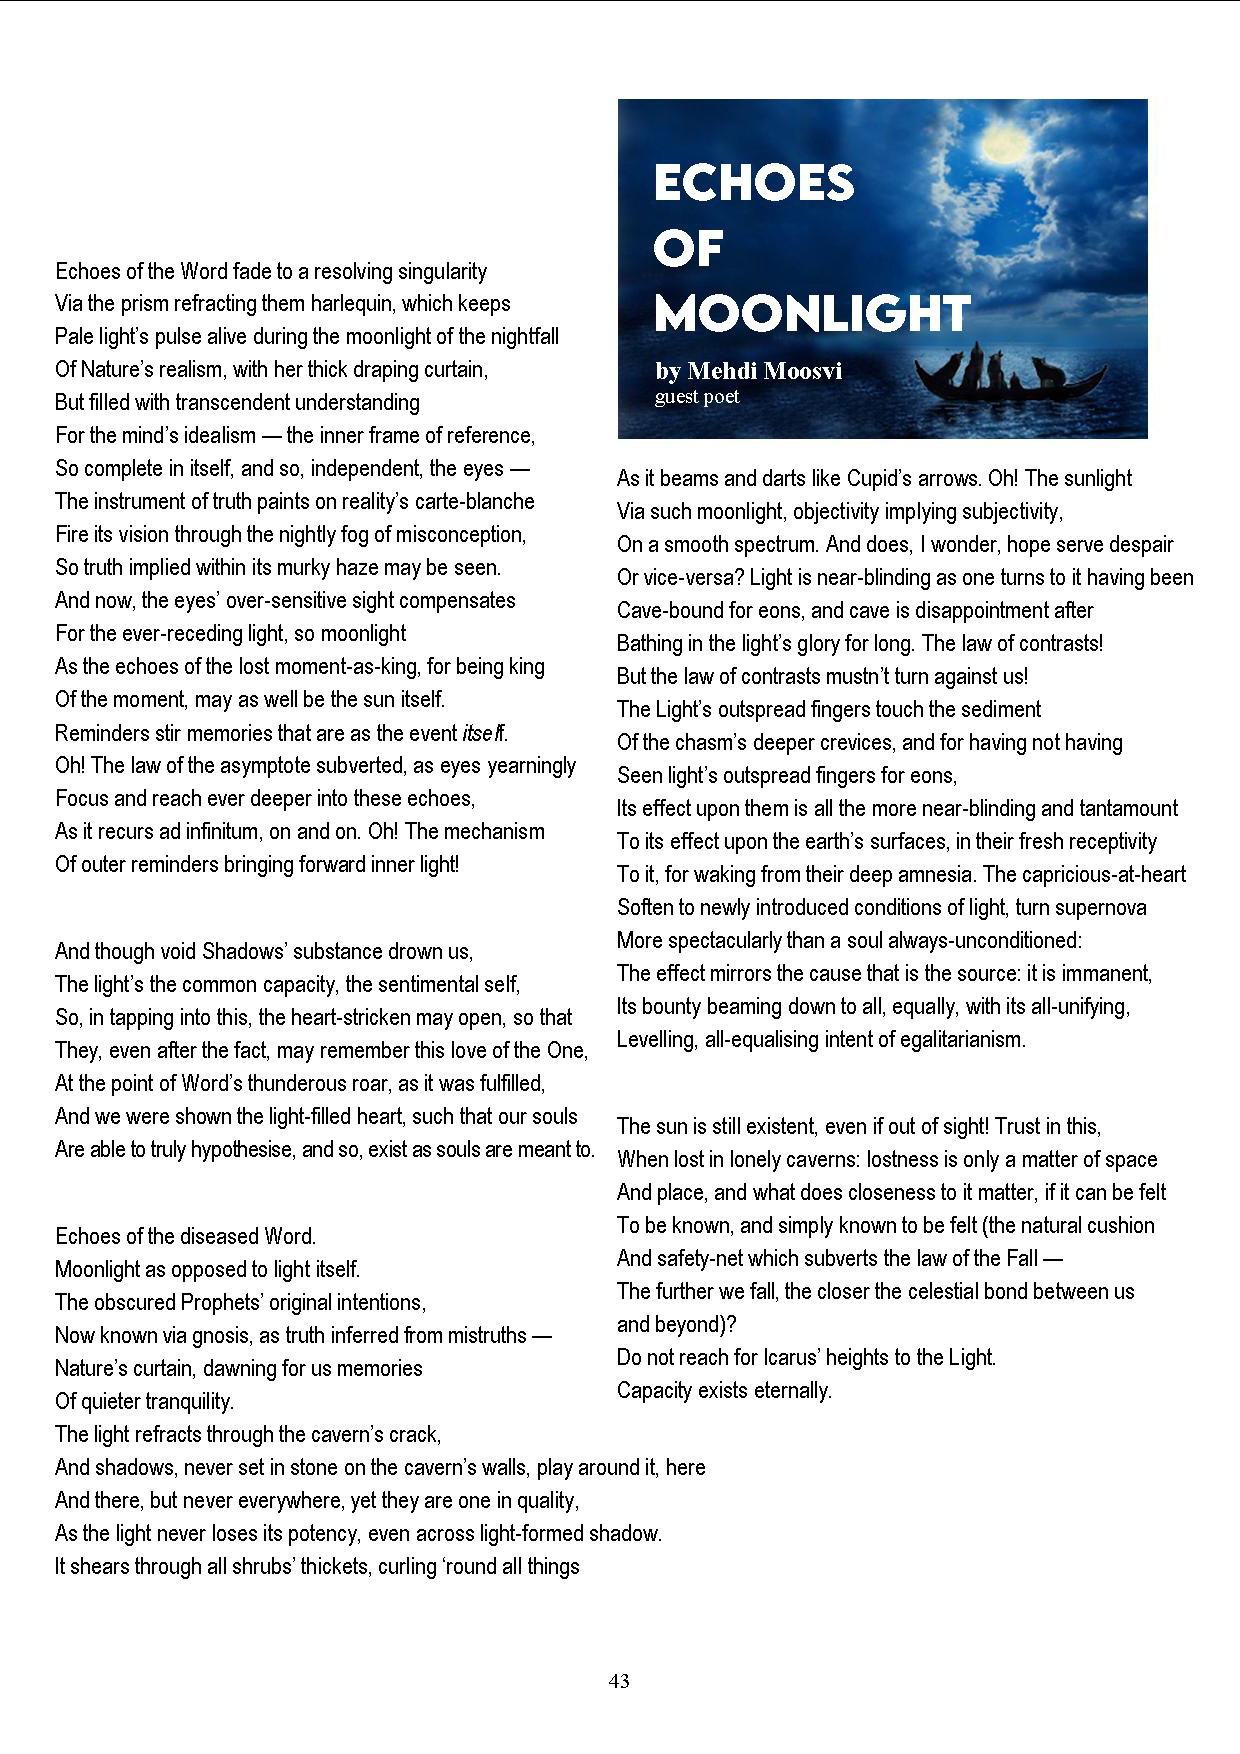 ECHOES
OF
MOONLIGHT
by Mehdi Moosvi
guest poet
Echoes of the Word fade to a resolving singularity
Via the prism refracting them harlequin, which keeps
Pale light’s pulse alive during the moonlight of the nightfall
Of Nature’s realism, with her thick draping curtain,
But filled with transcendent understanding
For the mind’s idealism — the inner frame of reference,
So complete in itself, and so, independent, the eyes —
The instrument of truth paints on reality’s carte-blanche
Fire its vision through the nightly fog of misconception,
So truth implied within its murky haze may be seen.
And now, the eyes’ over-sensitive sight compensates
For the ever-receding light, so moonlight
As the echoes of the lost moment-as-king, for being king
Of the moment, may as well be the sun itself.
Reminders stir memories that are as the event itself.
Oh! The law of the asymptote subverted, as eyes yearningly
Focus and reach ever deeper into these echoes,
As it recurs ad infinitum, on and on. Oh! The mechanism
Of outer reminders bringing forward inner light!
And though void Shadows’ substance drown us,
The light’s the common capacity, the sentimental self,
So, in tapping into this, the heart-stricken may open, so that
They, even after the fact, may remember this love of the One,
At the point of Word’s thunderous roar, as it was fulfilled,
And we were shown the light-filled heart, such that our souls
Are able to truly hypothesise, and so, exist as souls are meant to.
Echoes of the diseased Word.
Moonlight as opposed to light itself.
The obscured Prophets’ original intentions,
Now known via gnosis, as truth inferred from mistruths —
Nature’s curtain, dawning for us memories
Of quieter tranquility.
The light refracts through the cavern’s crack,
And shadows, never set in stone on the cavern’s walls, play around it, here
And there, but never everywhere, yet they are one in quality,
As the light never loses its potency, even across light-formed shadow.
It shears through all shrubs’ thickets, curling ‘round all things
As it beams and darts like Cupid’s arrows. Oh! The sunlight
Via such moonlight, objectivity implying subjectivity,
On a smooth spectrum. And does, I wonder, hope serve despair
Or vice-versa? Light is near-blinding as one turns to it having been
Cave-bound for eons, and cave is disappointment after
Bathing in the light’s glory for long. The law of contrasts!
But the law of contrasts mustn’t turn against us!
The Light’s outspread fingers touch the sediment
Of the chasm’s deeper crevices, and for having not having
Seen light’s outspread fingers for eons,
Its effect upon them is all the more near-blinding and tantamount
To its effect upon the earth’s surfaces, in their fresh receptivity
To it, for waking from their deep amnesia. The capricious-at-heart
Soften to newly introduced conditions of light, turn supernova
More spectacularly than a soul always-unconditioned:
The effect mirrors the cause that is the source: it is immanent,
Its bounty beaming down to all, equally, with its all-unifying,
Levelling, all-equalising intent of egalitarianism.
The sun is still existent, even if out of sight! Trust in this,
When lost in lonely caverns: lostness is only a matter of space
And place, and what does closeness to it matter, if it can be felt
To be known, and simply known to be felt (the natural cushion
And safety-net which subverts the law of the Fall —
The further we fall, the closer the celestial bond between us
and beyond)?
Do not reach for Icarus’ heights to the Light.
Capacity exists eternally.
43